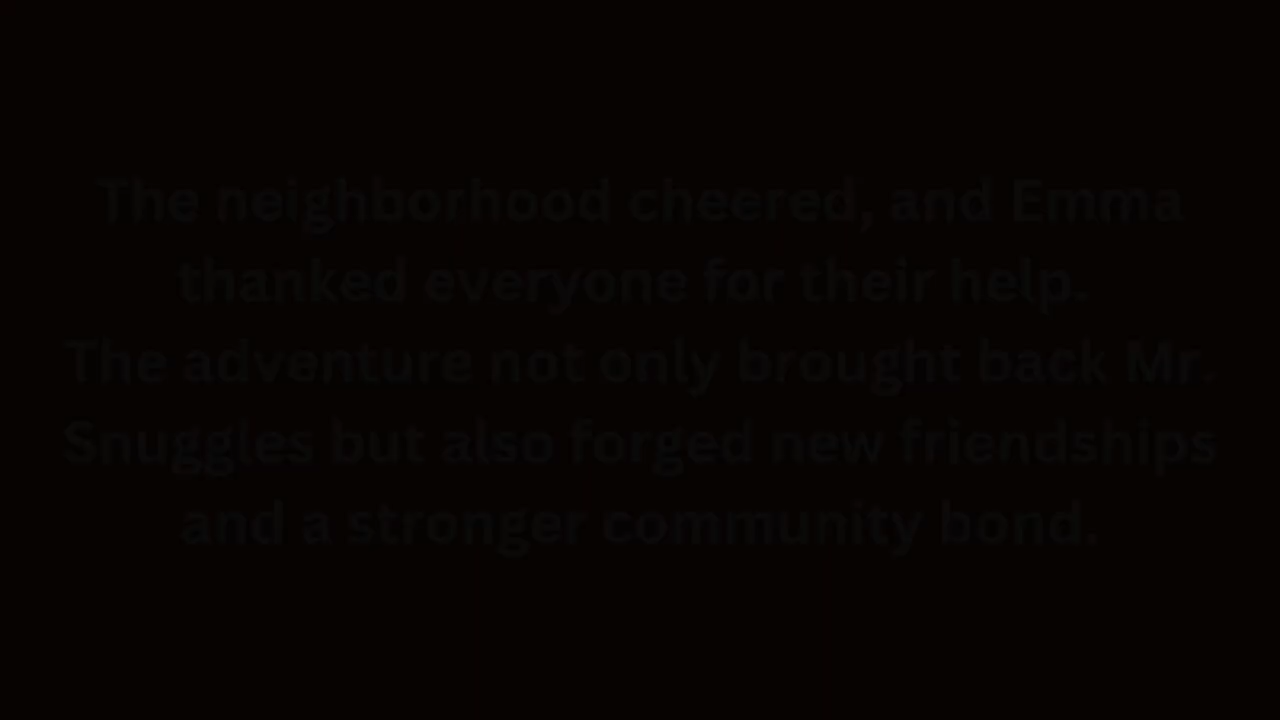 The neighborhood cheered, and Emma
thanked everyone for their help.
The adventure not only brought back Mr.
Snuggles but also forged new friendships
and a stronger community bond.